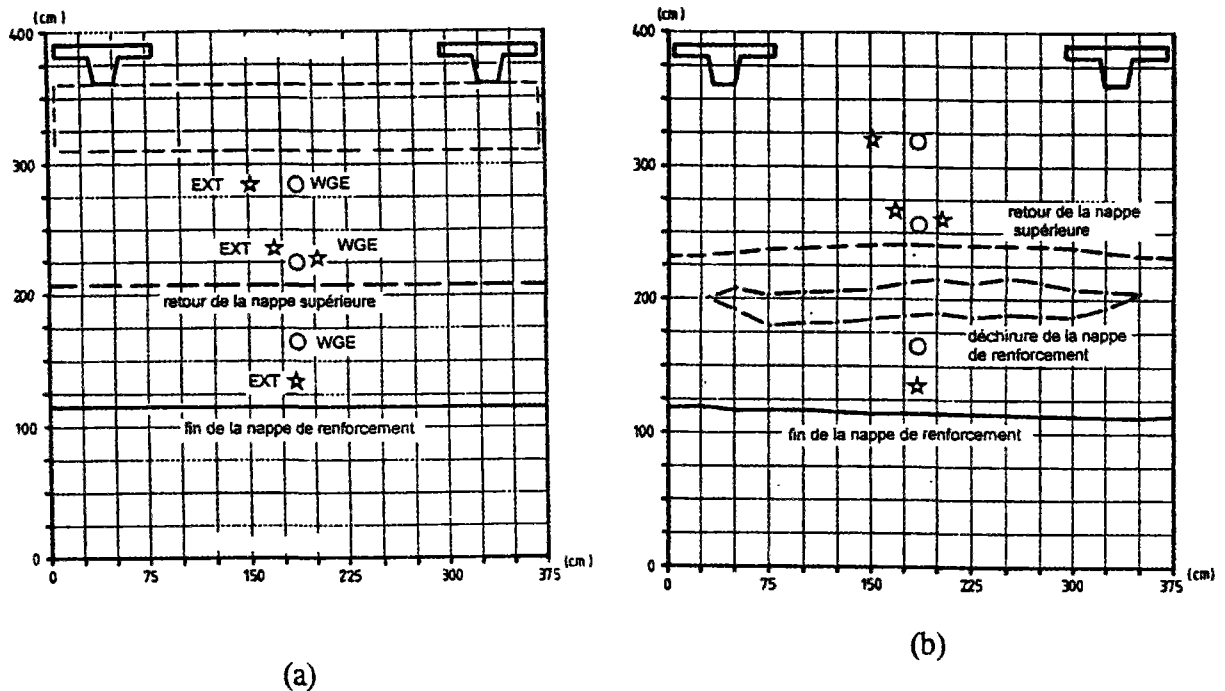 (cm)
400
300
200
100
0
0 75 150 225 300 375 (cm)
EXT WGE
EXT WGE
retour de la nappe supérieure
WGE
EXT
fin de la nappe de renforcement
(a)
(cm)
400
300
200
100
0
0 75 150 225 300 375 (cm)
retour de la nappe
supérieure
déchirure de la nappe
de renforcement
fin de la nappe de renforcement
(b)